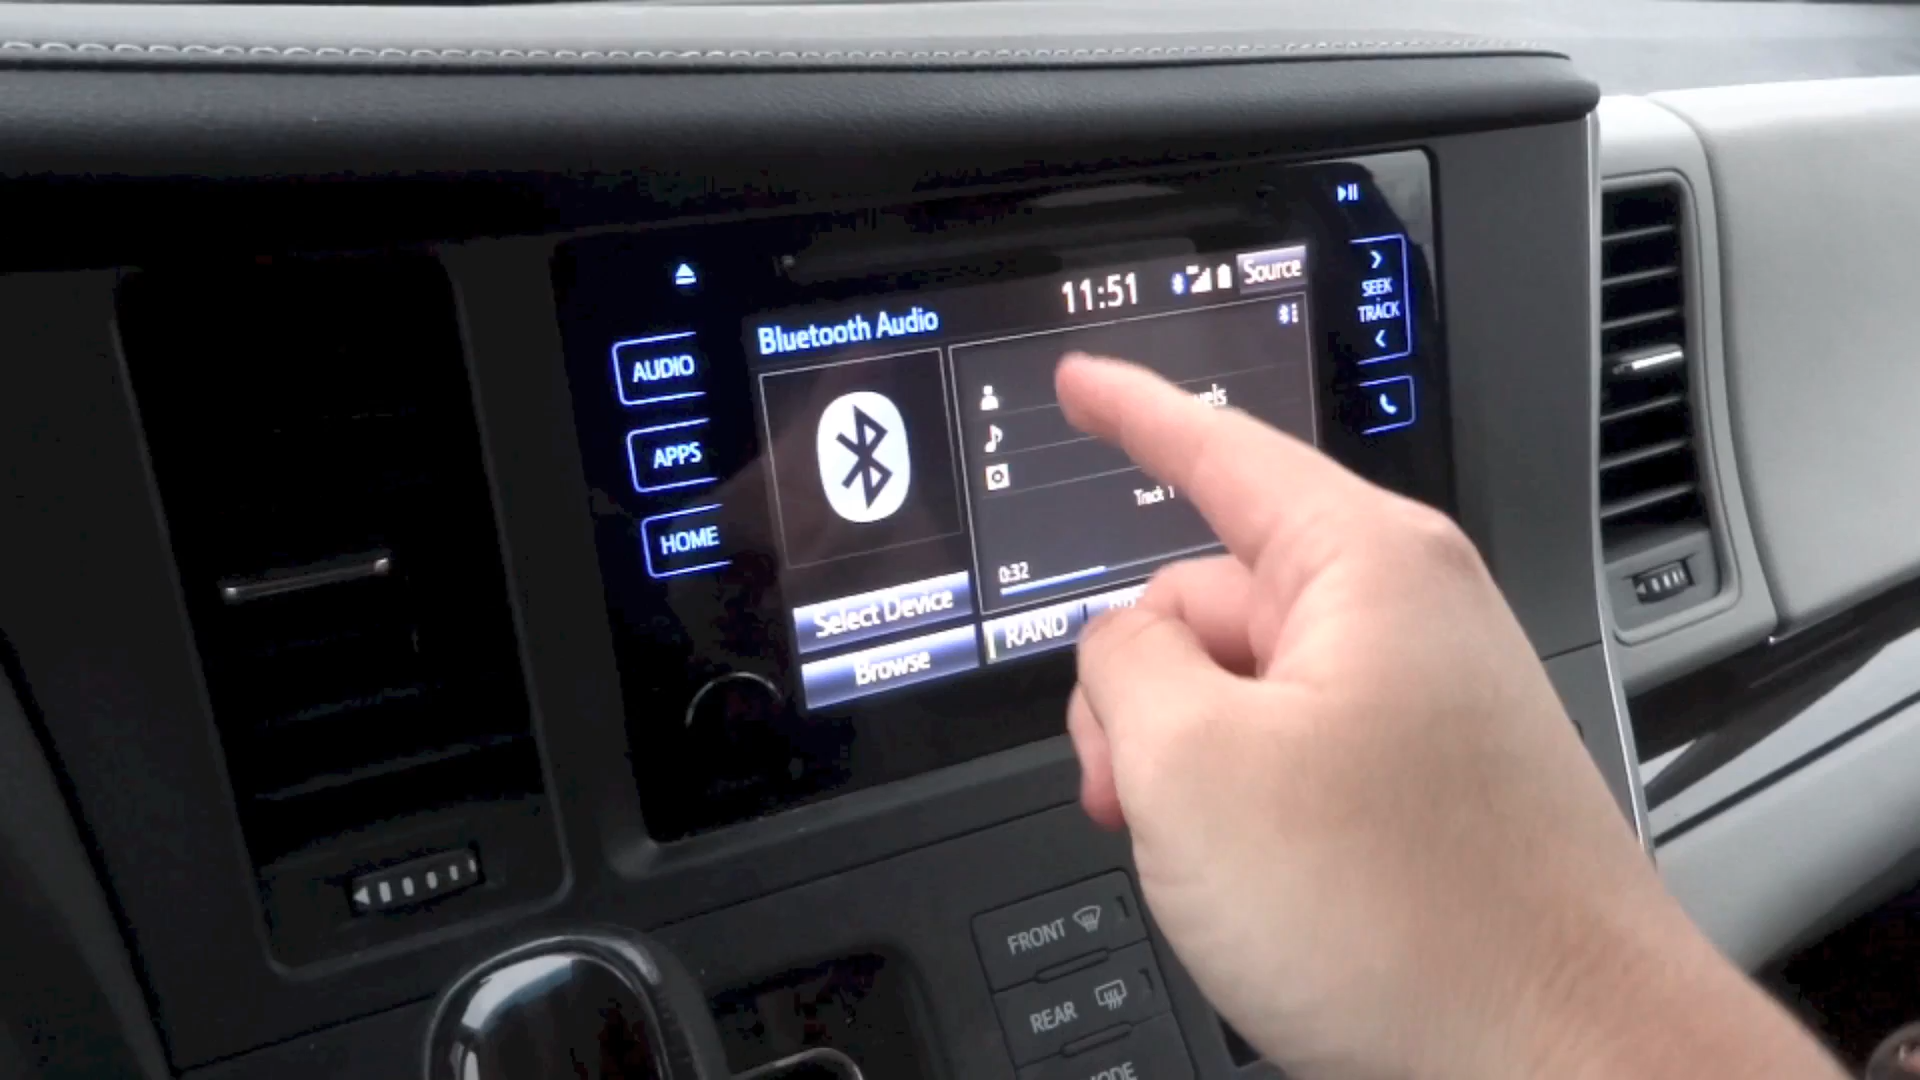 11:51
Source
Bluetooth Audio
AUDIO
APPS
HOME
SEEK
TRACK
Track 1
0:32
Select Device
Browse
RAND
FRONT
REAR